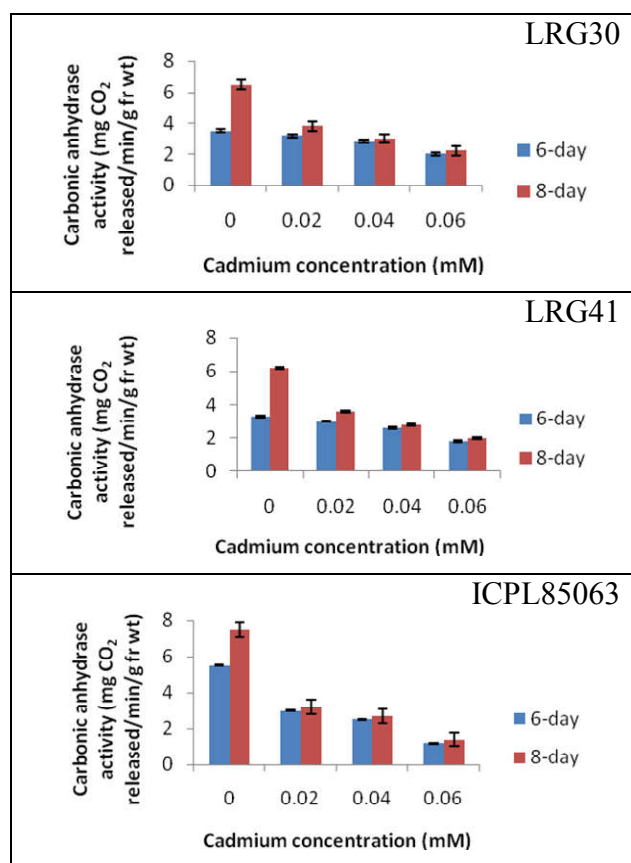 LRG30
Carbonic anhydrase
activity (mg CO2
released/min/g fr wt)
8
6
4
2
0
0 0.02 0.04 0.06
Cadmium concentration (mM)
6-day
8-day
LRG41
Carbonic anhydrase
activity (mg CO2
released/min/g fr wt)
8
6
4
2
0
0 0.02 0.04 0.06
Cadmium concentration (mM)
6-day
8-day
ICPL85063
Carbonic anhydrase
activity (mg CO2
released/min/g fr wt)
8
6
4
2
0
0 0.02 0.04 0.06
Cadmium concentration (mM)
6-day
8-day